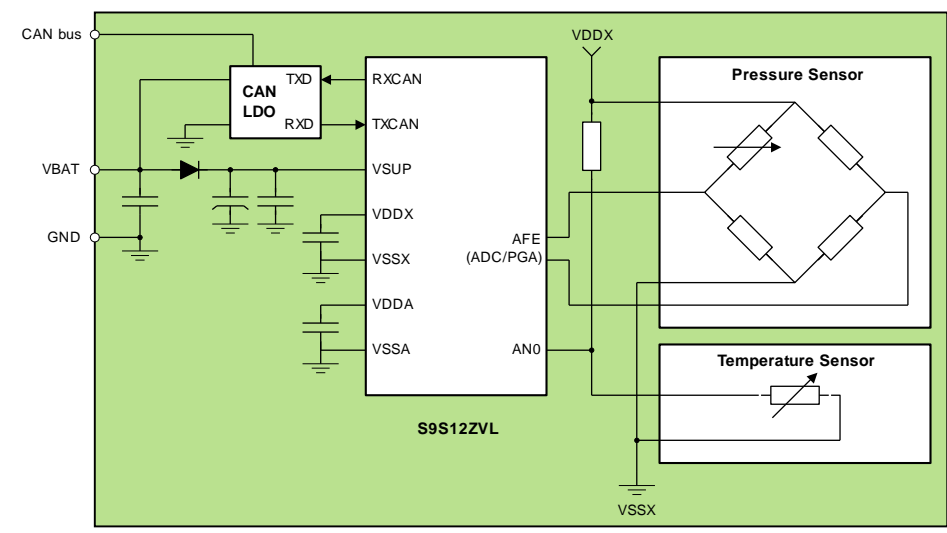 CAN bus
VDDX
Pressure Sensor
CAN
LDO
TXD
RXD
RXCAN
TXCAN
VBAT
VSUP
VDDX
GND
AFE
(ADC/PGA)
VSSX
VDDA
VSSA
AN0
Temperature Sensor
S9S12ZVL
VSSX